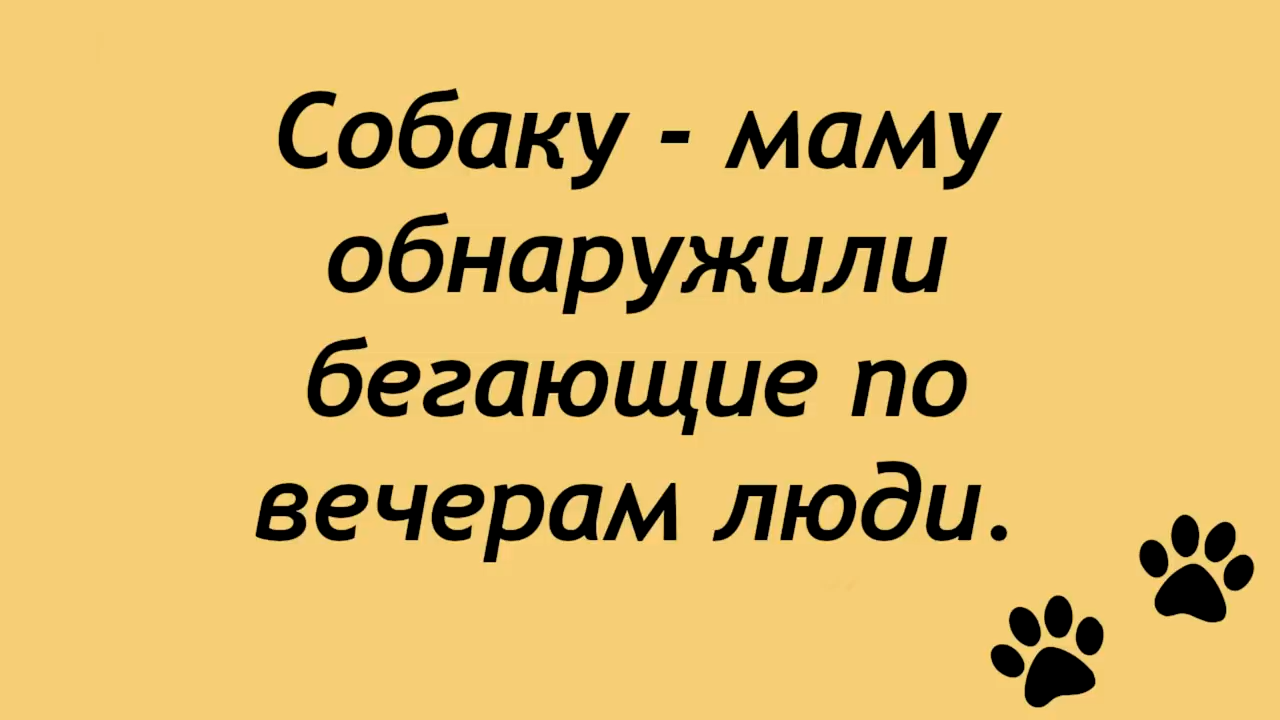 Собаку - маму
обнаружили
бегающие по
вечерам люди.